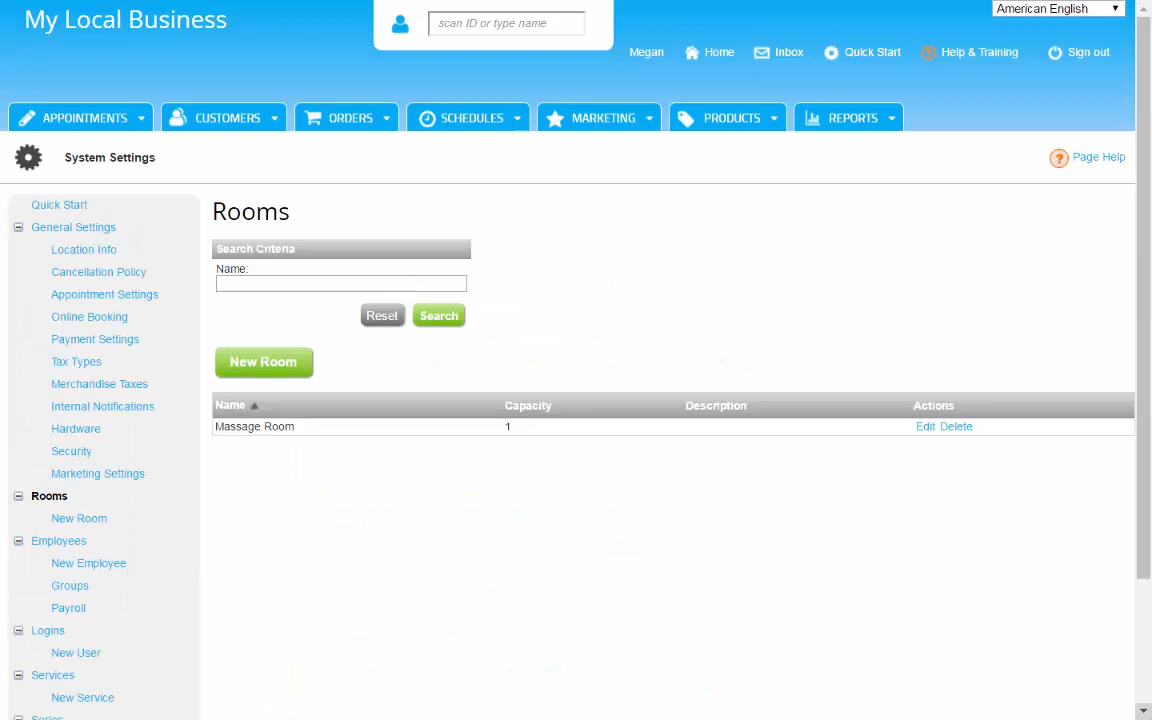 My Local Business
scan ID or type name
American English
Megan Home Inbox Quick Start Help & Training Sign out
APPOINTMENTS CUSTOMERS ORDERS SCHEDULES MARKETING PRODUCTS REPORTS
System Settings
? Page Help
Quick Start
General Settings
Location Info
Cancellation Policy
Appointment Settings
Online Booking
Payment Settings
Tax Types
Merchandise Taxes
Internal Notifications
Hardware
Security
Marketing Settings
Rooms
New Room
Employees
New Employee
Groups
Payroll
Logins
New User
Services
New Service
Series
Rooms
Search Criteria
Name:
Reset Search
New Room
Name Capacity Description Actions
Massage Room 1 Edit Delete